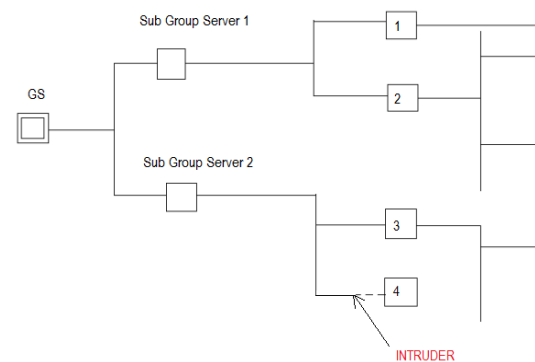 Sub Group Server 1
1
GS
2
Sub Group Server 2
3
4
INTRUDER